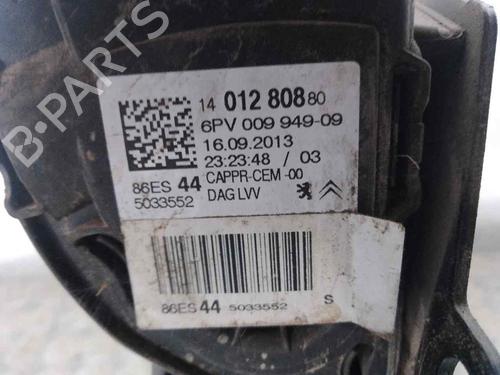 14 012 808 80
6PV 009 949-09
16.09.2013
23:23:48 / 03
86ES 44 CAPPR-CEM -00
5033552 DAG LVV
86ES 44 5033552 S
B-PARTS